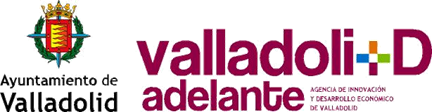 Ayuntamiento de
Valladolid
valladoli+D
adelante
AGENCIA DE INNOVACIÓN
Y DESARROLLO ECONÓMICO
DE VALLADOLID